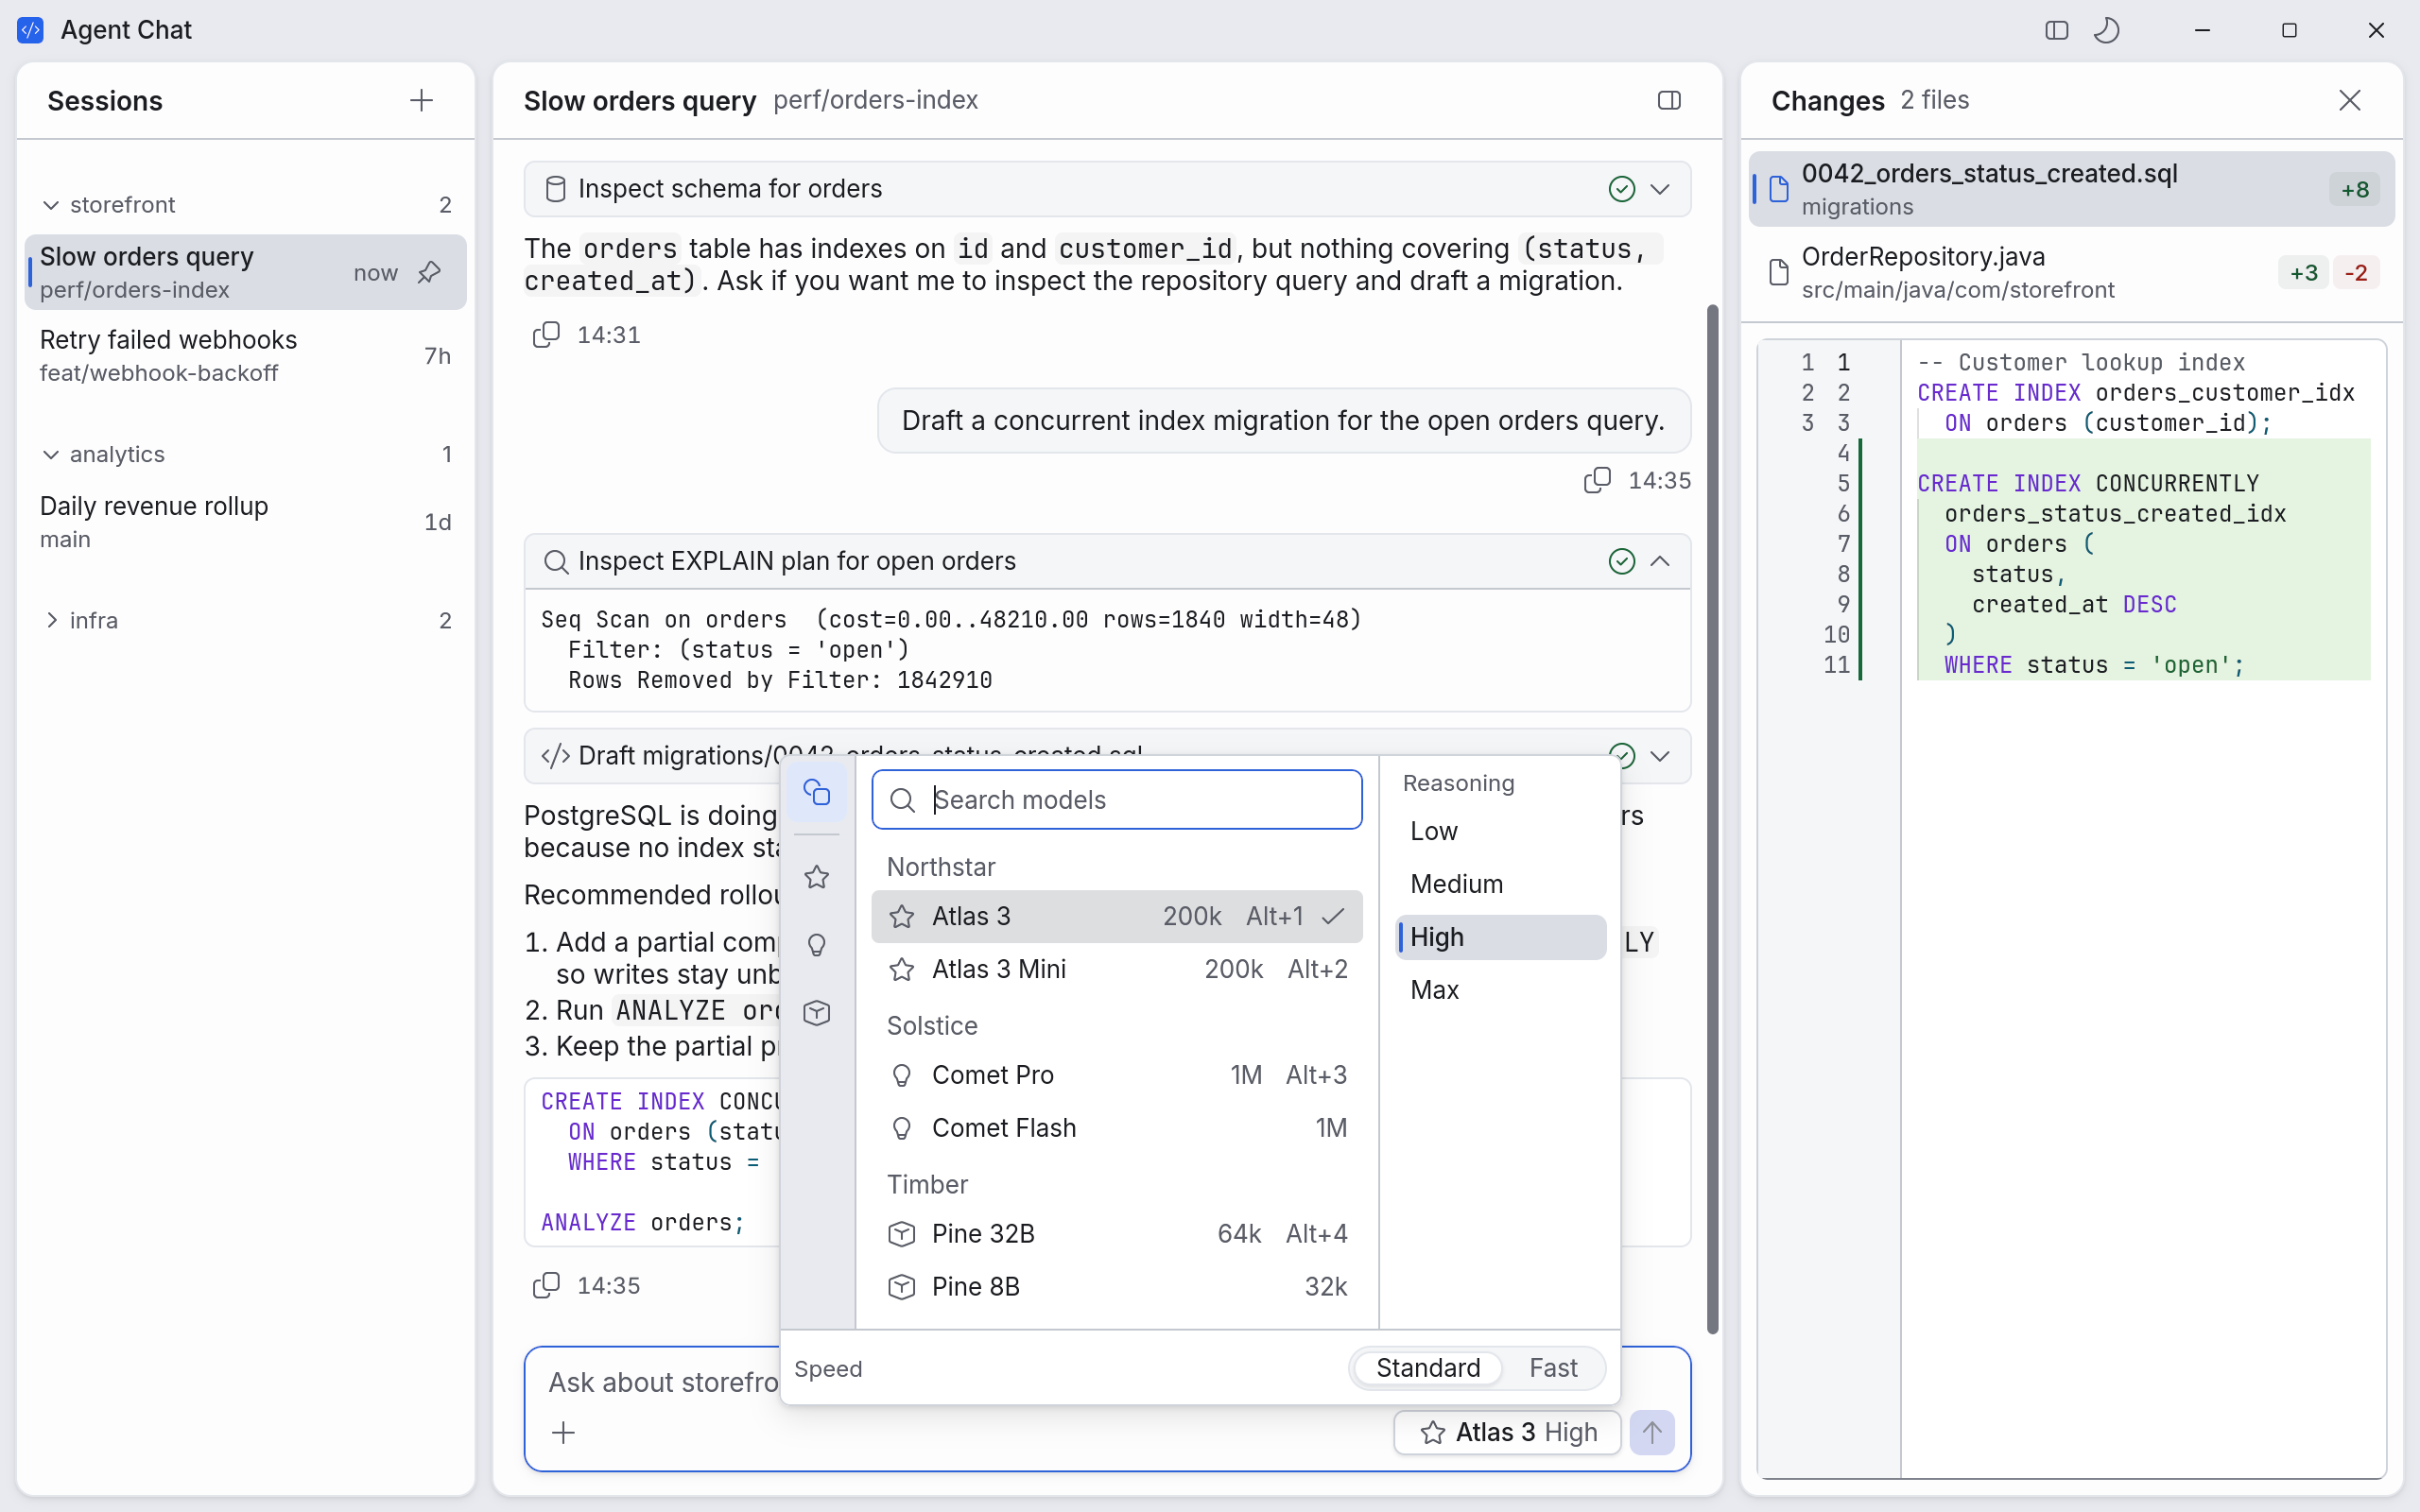 Agent Chat
Sessions
storefront 2
Slow orders query now
perf/orders-index
Retry failed webhooks 7h
feat/webhook-backoff
analytics 1
Daily revenue rollup 1d
main
infra 2
Slow orders query perf/orders-index
Inspect schema for orders
The orders table has indexes on id and customer_id, but nothing covering (status,
created_at). Ask if you want me to inspect the repository query and draft a migration.
14:31
Draft a concurrent index migration for the open orders query.
14:35
Inspect EXPLAIN plan for open orders
Seq Scan on orders  (cost=0.00..48210.00 rows=1840 width=48)
Filter: (status = 'open')
Rows Removed by Filter: 1842910
Draft migrations/0042_orders_status_created.sql
PostgreSQL is doing
because no index
Recommended
1. Add a partial
so writes stay
2. Run ANALYZE
3. Keep the partial
CREATE INDEX
ON orders (
WHERE status =
ANALYZE orders;
14:35
Search models
Northstar
Atlas 3 200k Alt+1
Atlas 3 Mini 200k Alt+2
Solstice
Comet Pro 1M Alt+3
Comet Flash 1M
Timber
Pine 32B 64k Alt+4
Pine 8B 32k
Reasoning
Low
Medium
High
Max
Speed Standard Fast
Ask about
Atlas 3 High
Changes 2 files
0042_orders_status_created.sql +8
migrations
OrderRepository.java +3 -2
src/main/java/com/storefront
1 1 -- Customer lookup index
2 2 CREATE INDEX orders_customer_idx
3 3 ON orders (customer_id);
4
5 CREATE INDEX CONCURRENTLY
6 orders_status_created_idx
7 ON orders (
8 status,
9 created_at DESC
10 )
11 WHERE status = 'open';